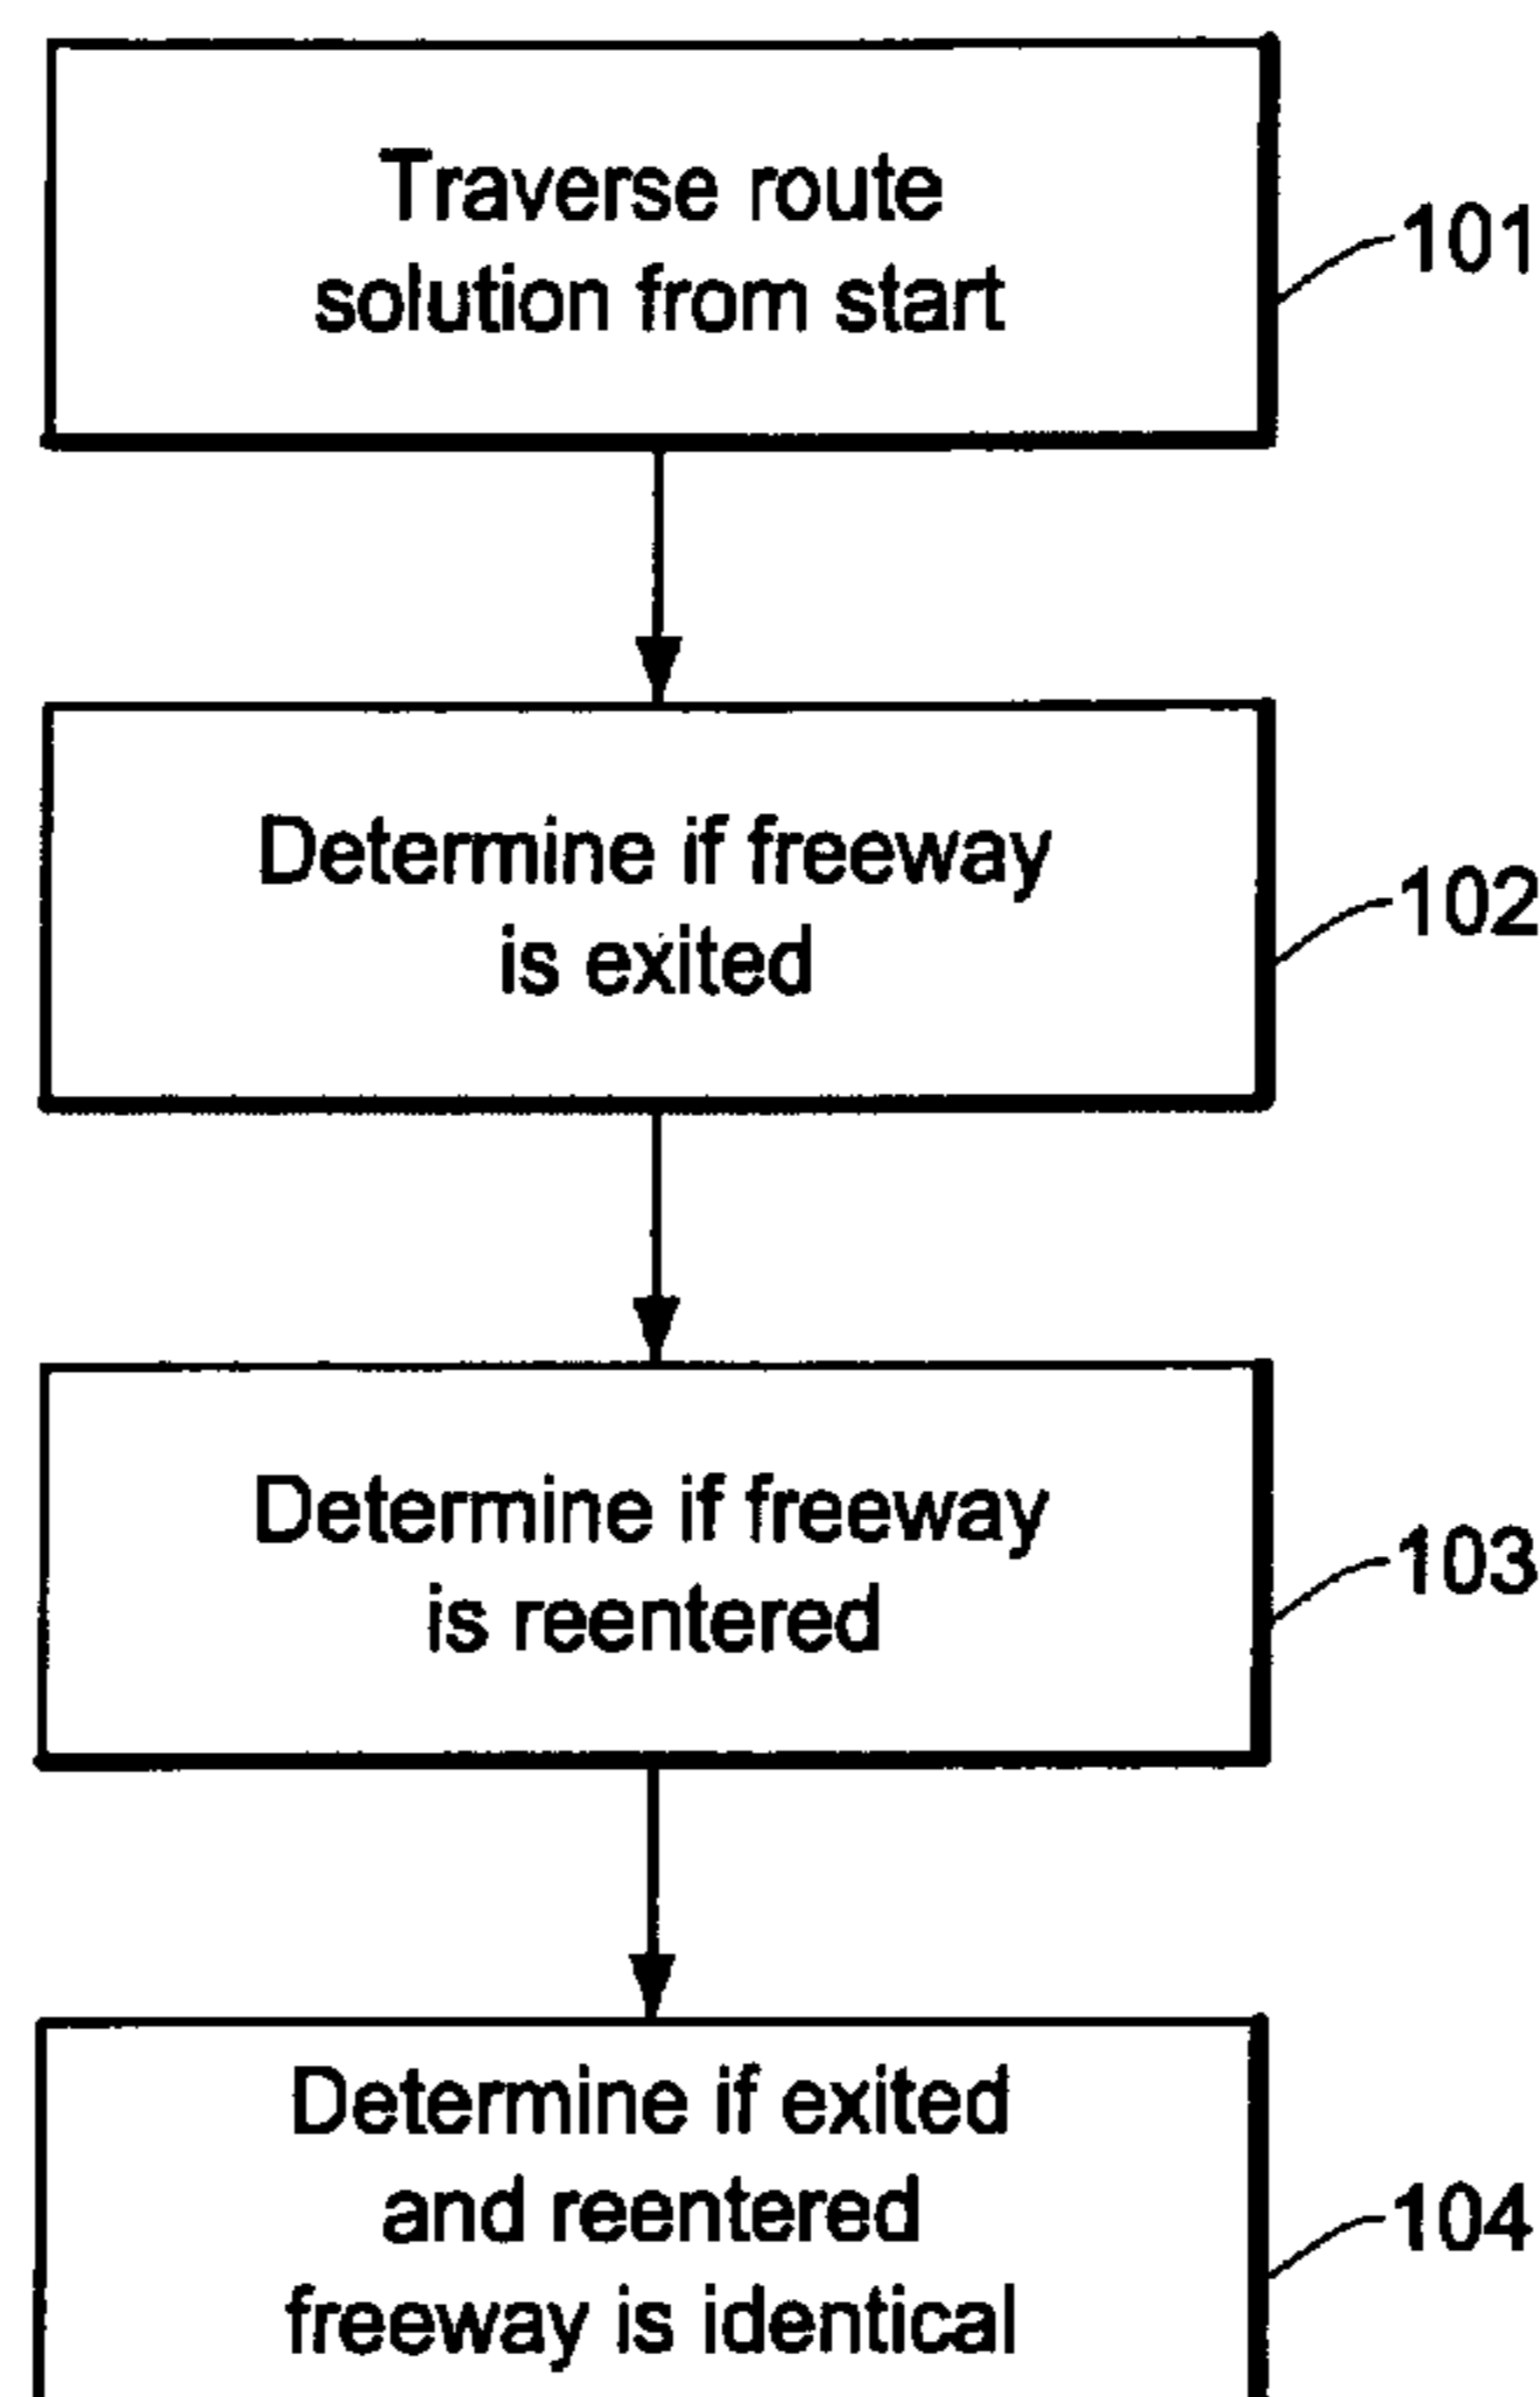 Traverse route
solution from start
101
Determine if freeway
is exited
102
Determine if freeway
is reentered
103
Determine if exited
and reentered
freeway is identical
104